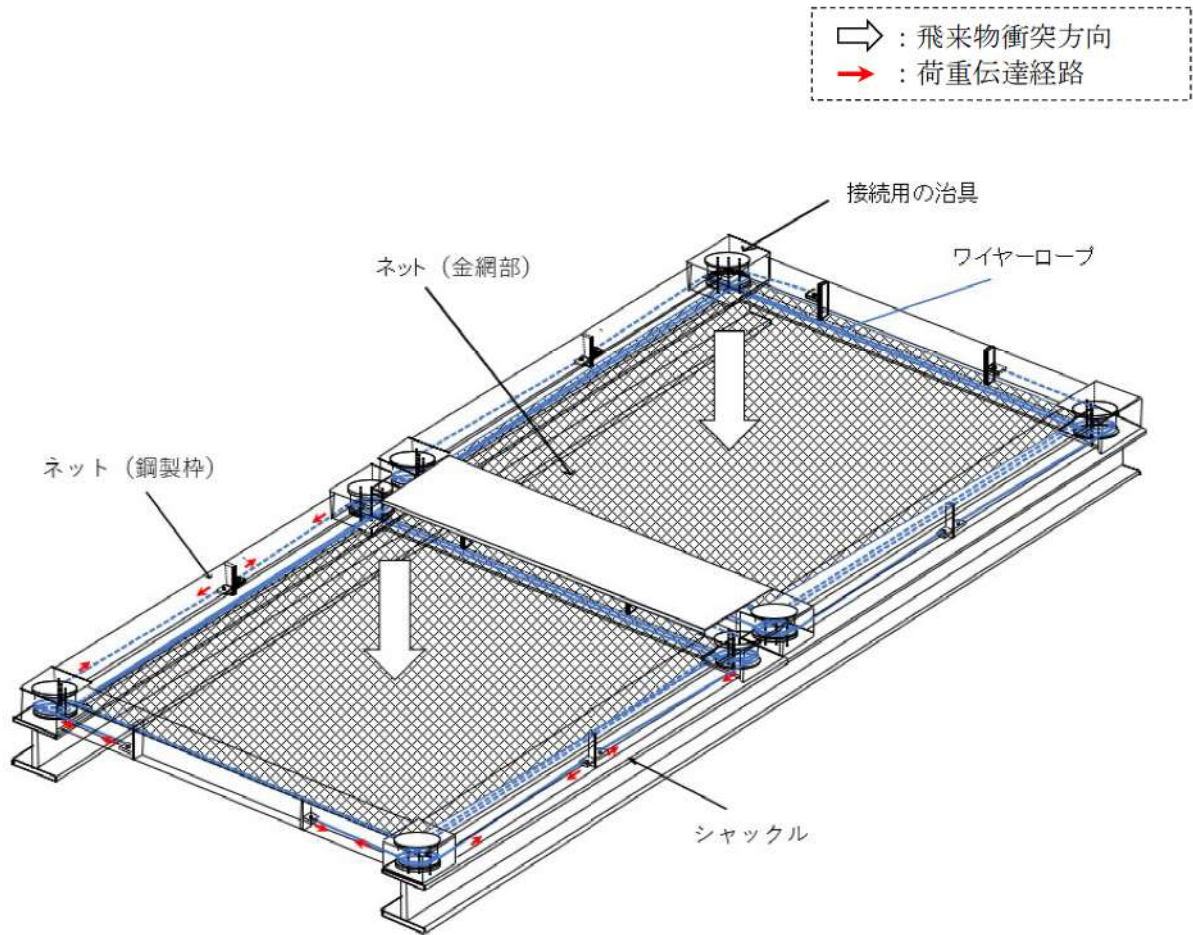 ：飛来物衝突方向
：荷重伝達経路
接続用の治具
ネット（金網部）
ワイヤーロープ
ネット（鋼製枠）
シャックル